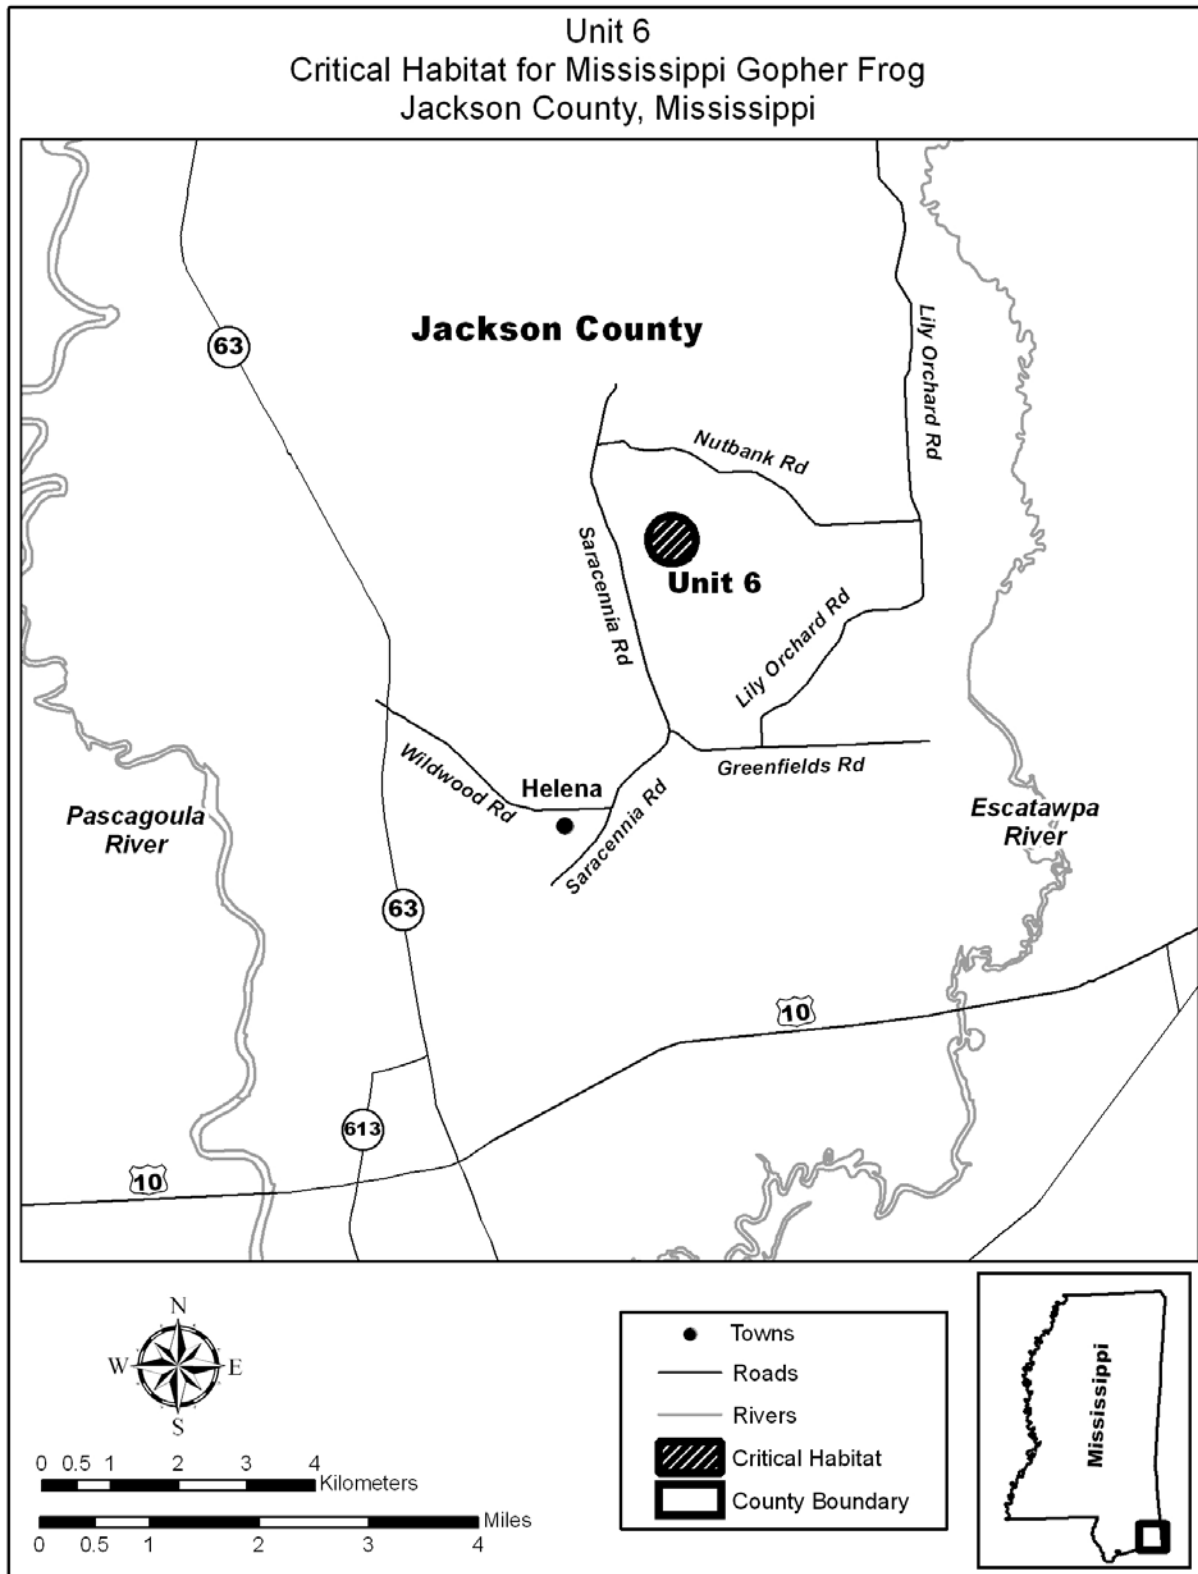 Unit 6
Critical Habitat for Mississippi Gopher Frog
Jackson County, Mississippi
63
Jackson County
Lily Orchard Rd
Nutbank Rd
Saracennia Rd
Unit 6
Lily Orchard Rd
Wildwood Rd
Helena
Greenfields Rd
Saracennia Rd
Pascagoula
River
Escatawpa
River
63
10
613
10
N
W
E
S
0 0.5 1 2 3 4
Kilometers
Miles
0 0.5 1 2 3 4
Towns
Roads
Rivers
Critical Habitat
County Boundary
Mississippi